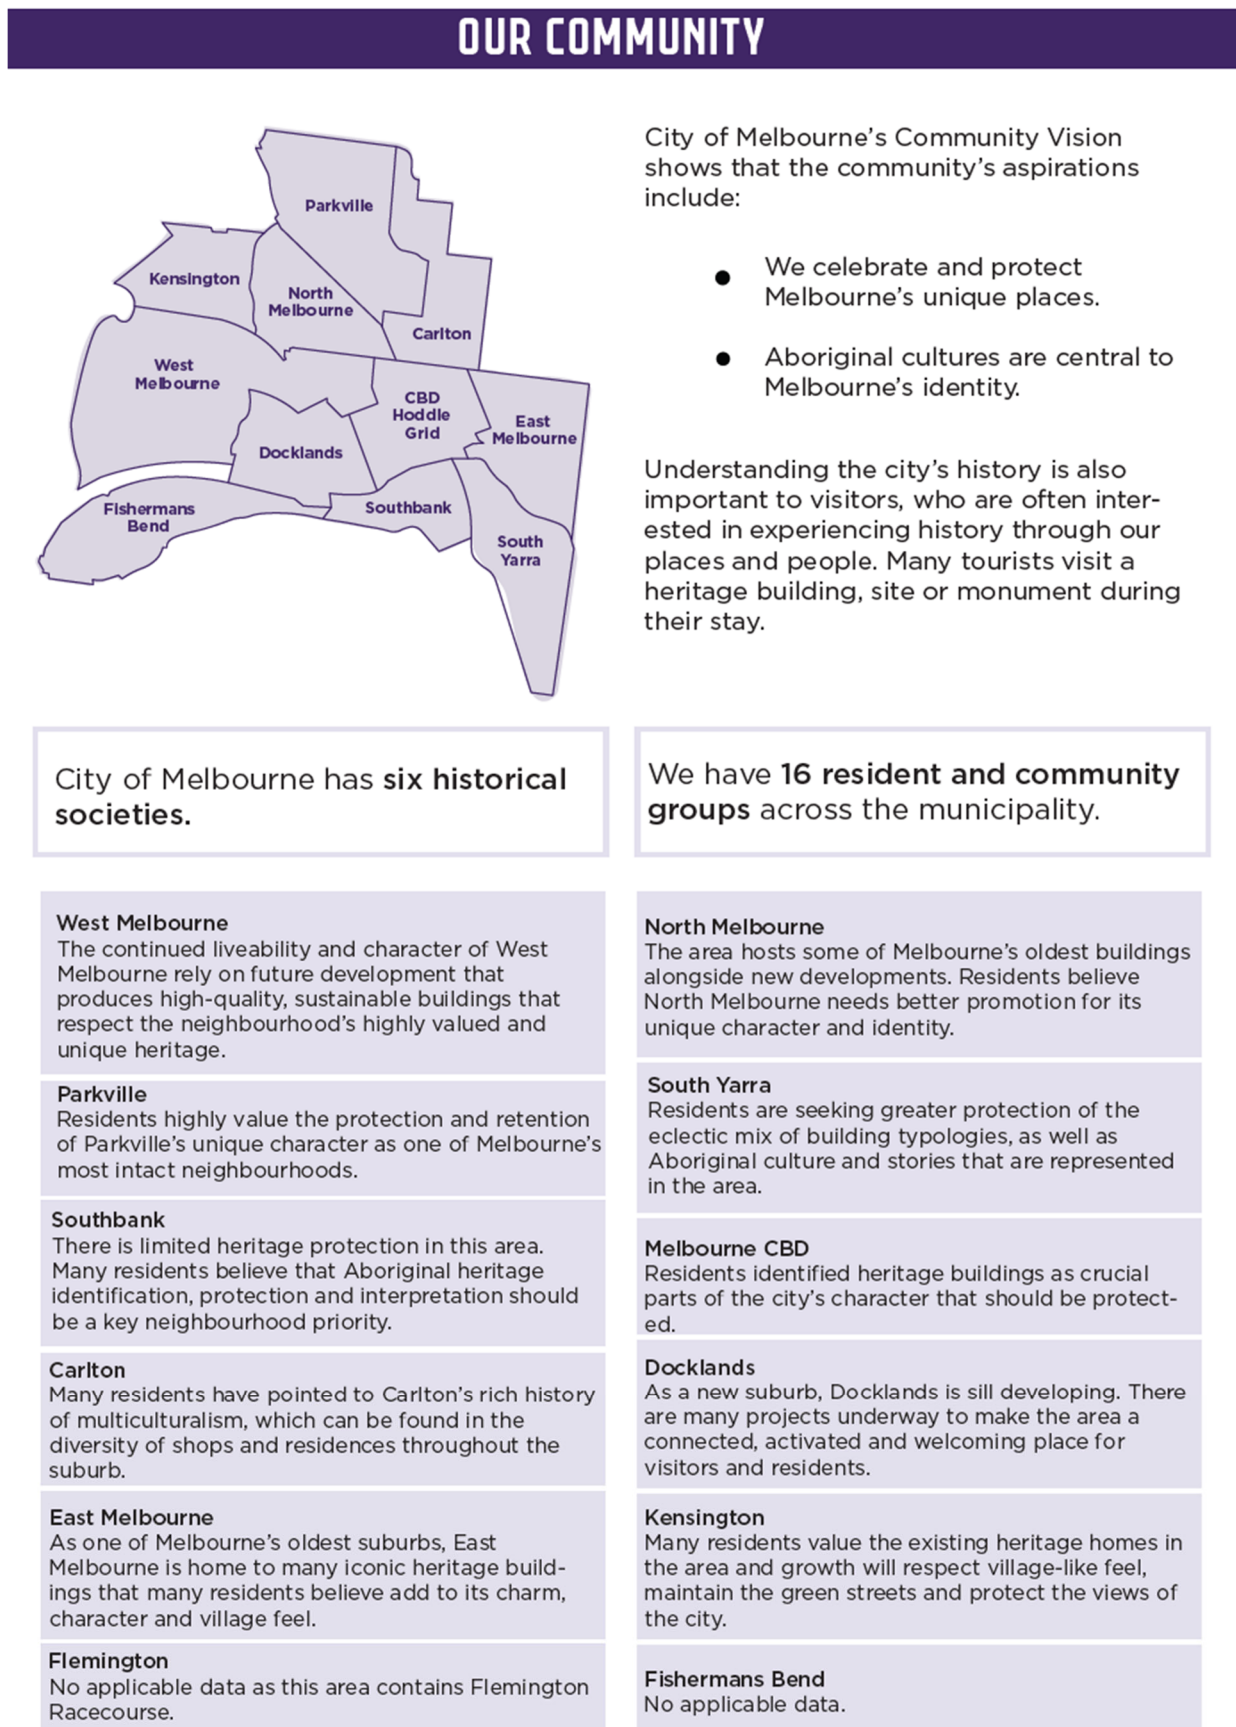 OUR COMMUNITY
Parkville
Kensington
North
Melbourne
Carlton
West
Melbourne
CBD
Hoddle
Grid
East
Melbourne
Docklands
Fishermans
Bend
Southbank
South
Yarra
City of Melbourne's Community Vision
shows that the community's aspirations
include:
● We celebrate and protect
Melbourne's unique places.
● Aboriginal cultures are central to
Melbourne's identity.
Understanding the city's history is also
important to visitors, who are often inter-
ested in experiencing history through our
places and people. Many tourists visit a
heritage building, site or monument during
their stay.
City of Melbourne has six historical
societies.
We have 16 resident and community
groups across the municipality.
West Melbourne
The continued liveability and character of West
Melbourne rely on future development that
produces high-quality, sustainable buildings that
respect the neighbourhood's highly valued and
unique heritage.
Parkville
Residents highly value the protection and retention
of Parkville's unique character as one of Melbourne's
most intact neighbourhoods.
Southbank
There is limited heritage protection in this area.
Many residents believe that Aboriginal heritage
identification, protection and interpretation should
be a key neighbourhood priority.
Carlton
Many residents have pointed to Carlton's rich history
of multiculturalism, which can be found in the
diversity of shops and residences throughout the
suburb.
East Melbourne
As one of Melbourne's oldest suburbs, East
Melbourne is home to many iconic heritage build-
ings that many residents believe add to its charm,
character and village feel.
Flemington
No applicable data as this area contains Flemington
Racecourse.
North Melbourne
The area hosts some of Melbourne's oldest buildings
alongside new developments. Residents believe
North Melbourne needs better promotion for its
unique character and identity.
South Yarra
Residents are seeking greater protection of the
eclectic mix of building typologies, as well as
Aboriginal culture and stories that are represented
in the area.
Melbourne CBD
Residents identified heritage buildings as crucial
parts of the city's character that should be protect-
ed.
Docklands
As a new suburb, Docklands is sill developing. There
are many projects underway to make the area a
connected, activated and welcoming place for
visitors and residents.
Kensington
Many residents value the existing heritage homes in
the area and growth will respect village-like feel,
maintain the green streets and protect the views of
the city.
Fishermans Bend
No applicable data.